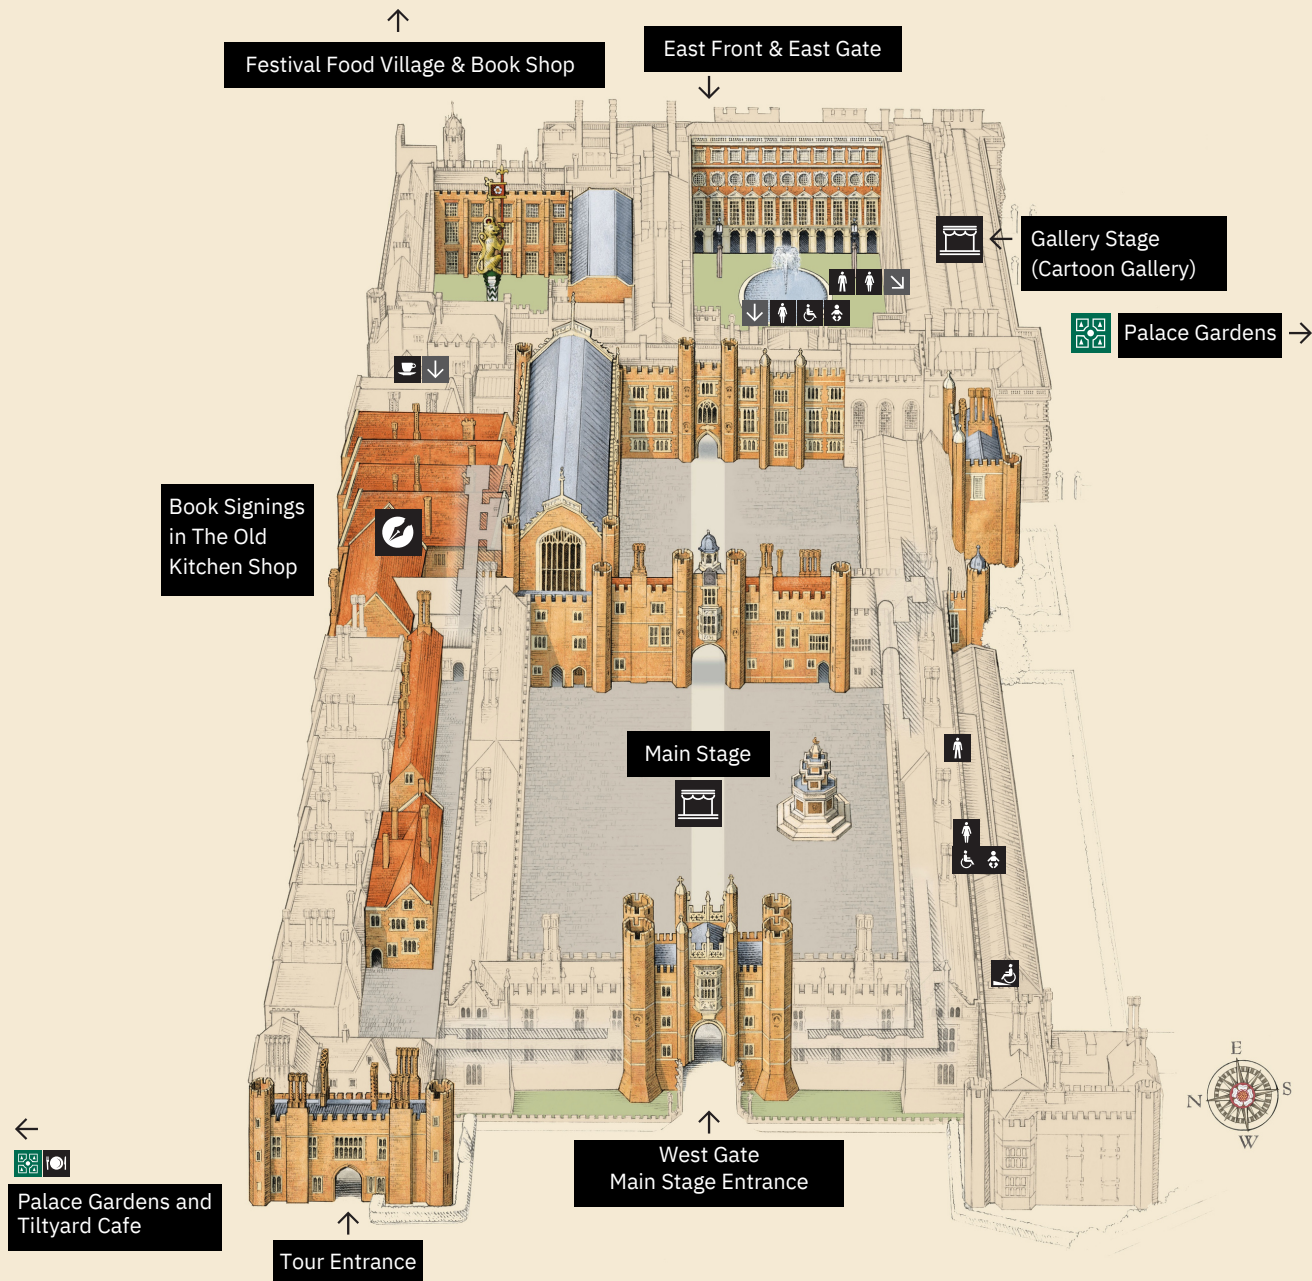 Festival Food Village & Book Shop
East Front & East Gate
Gallery Stage
(Cartoon Gallery)
Palace Gardens
Book Signings
in The Old
Kitchen Shop
Main Stage
E
N
S
W
West Gate
Main Stage Entrance
Palace Gardens and
Tiltyard Cafe
Tour Entrance